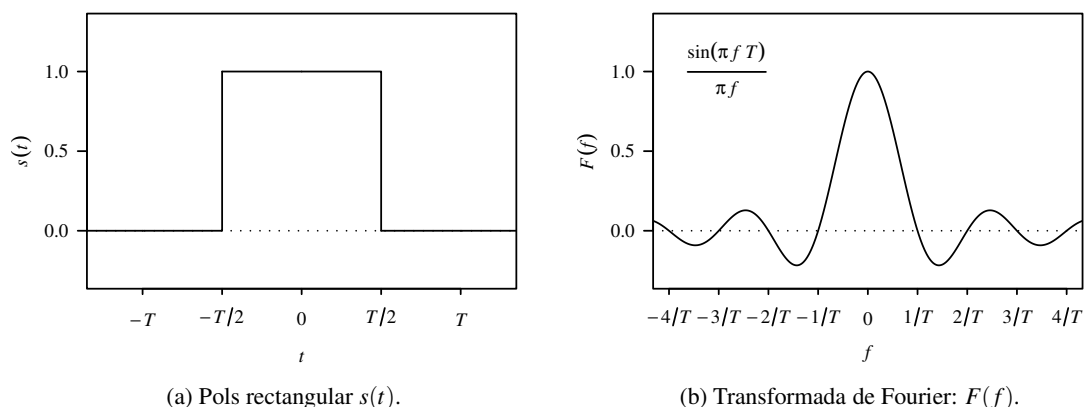 1.0
0.5
0.0
s(t)
−T
−T/2
0
T/2
T
t
(a) Pols rectangular s(t).
sin(π f T)
π f
1.0
0.5
0.0
F(f)
−4/T
−3/T
−2/T
−1/T
0
1/T
2/T
3/T
4/T
f
(b) Transformada de Fourier: F(f).